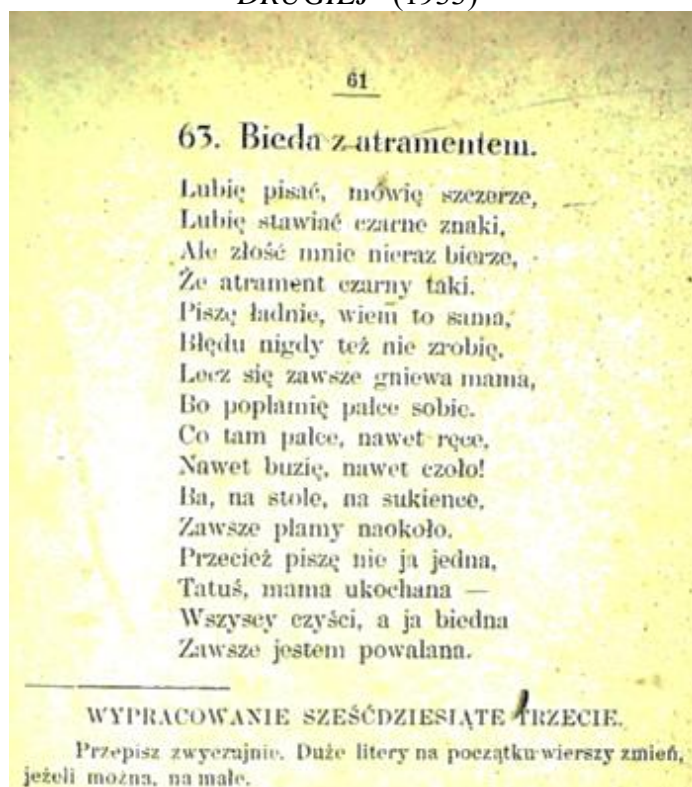 DRUGIEJ" (1933)
61
63. Bieda z atramentem.
Lubię pisać, mówię szczerze,
Lubię stawiać czarne znaki,
Ale złość mnie nieraz bierze,
Że atrament czarny taki.
Piszę ładnie, wiem to sama,
Błędu nigdy też nie zrobię,
Lecz się zawsze gniewa mama,
Bo poplamię palce sobie.
Co tam palce, nawet ręce,
Nawet buzię, nawet czoło!
Ba, na stole, na sukience,
Zawsze plamy naokoło.
Przecież piszę nie ja jedna,
Tatuś, mama ukochana —
Wszyscy czyści, a ja biedna
Zawsze jestem powalana.
WYPRACOWANIE SZEŚĆDZIESIĄTE TRZECIE.
Przepisz zwyczajnie. Duże litery na początku wierszy zmień,
jeżeli można, na małe.